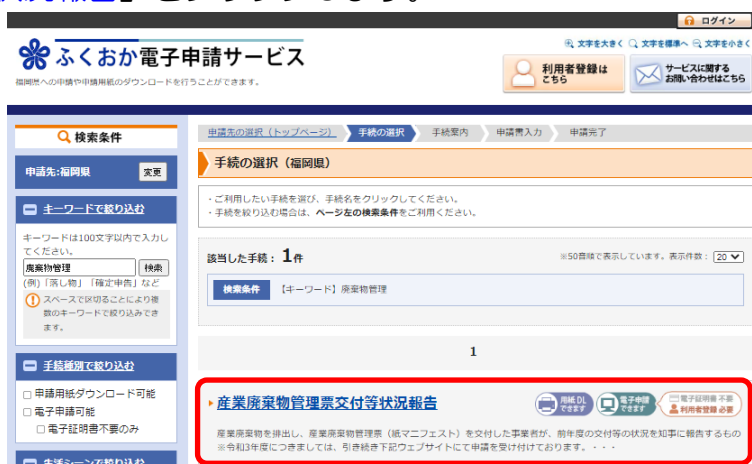 ログイン
ふくおか電子申請サービス
福岡県への申請や申請用紙のダウンロードを行うことができます。
文字を大きく 文字を標準へ 文字を小さく
利用者登録は
こちら
サービスに関する
お問い合わせはこちら
検索条件
申請先:福岡県 変更
キーワードで絞り込む
キーワードは100文字以内で入力し
てください。
廃棄物管理 検索
(例)「落し物」「確定申告」など
スペースで区切ることにより複
数のキーワードで絞り込みでき
ます。
手続種別で絞り込む
申請用紙ダウンロード可能
電子申請可能
電子証明書不要のみ
申請先の選択(トップページ) 手続の選択 手続案内 申請書入力 申請完了
手続の選択(福岡県)
・ご利用したい手続を選び、手続名をクリックしてください。
・手続を絞り込む場合は、ページ左の検索条件をご利用ください。
該当した手続: 1件
※50音順で表示しています。表示件数: 20
検索条件 【キーワード】廃棄物管理
1
産業廃棄物管理票交付等状況報告
用紙DL
できます
電子申請
できます
電子証明書 不要
利用者登録 必要
産業廃棄物を排出し、産業廃棄物管理票(紙マニフェスト)を交付した事業者が、前年度の交付等の状況を知事に報告するもの
※令和3年度につきましては、引き続き下記ウェブサイトにて申請を受け付けております。・・・